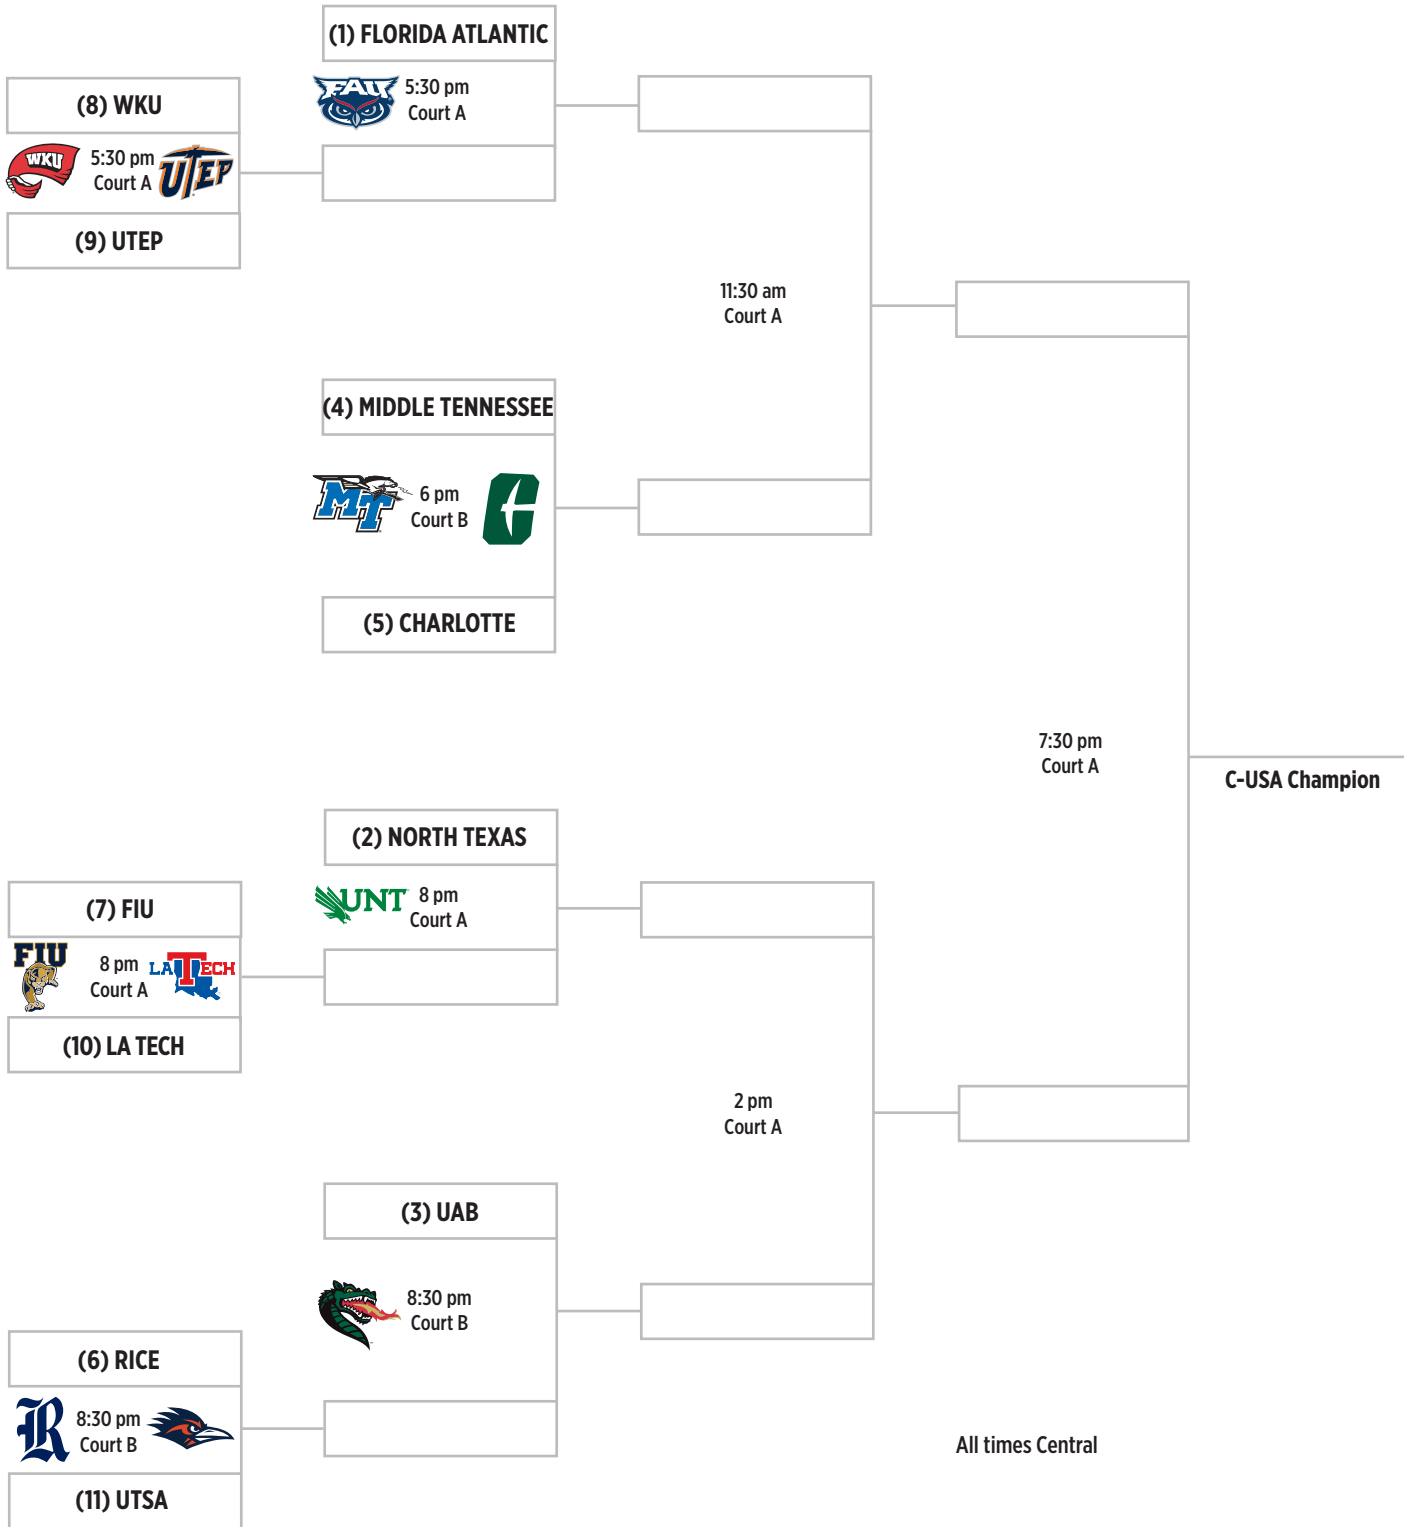 (1) FLORIDA ATLANTIC
FAU
5:30 pm
Court A
(8) WKU
WKU
5:30 pm
Court A
UTEP
(9) UTEP
11:30 am
Court A
(4) MIDDLE TENNESSEE
MT
6 pm
Court B
C
(5) CHARLOTTE
7:30 pm
Court A
C-USA Champion
(2) NORTH TEXAS
UNT
8 pm
Court A
(7) FIU
FIU
8 pm
Court A
LA TECH
(10) LA TECH
2 pm
Court A
(3) UAB
8:30 pm
Court B
(6) RICE
R
8:30 pm
Court B
(11) UTSA
All times Central